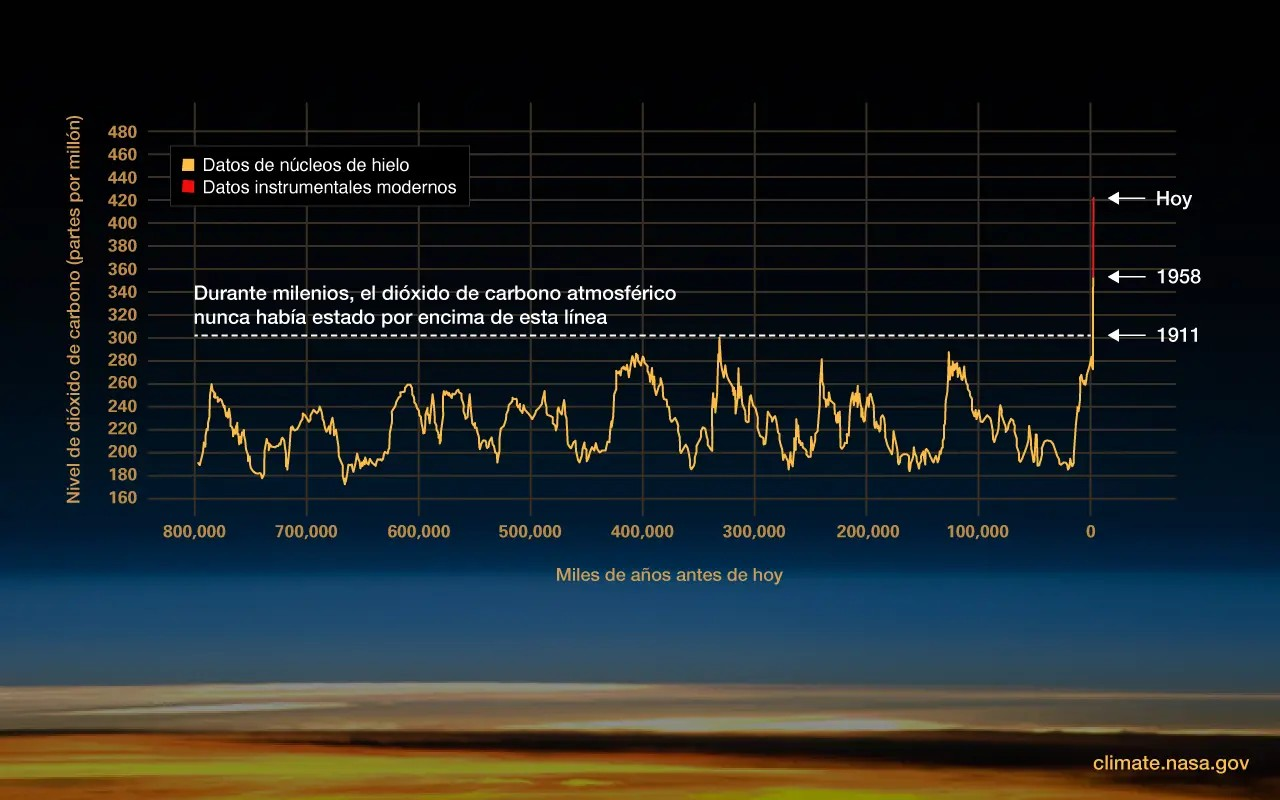 Nivel de dióxido de carbono (partes por millón)
480
460
440
420
400
380
360
340
320
300
280
260
240
220
200
180
160
Datos de núcleos de hielo
Datos instrumentales modernos
Durante milenios, el dióxido de carbono atmosférico
nunca había estado por encima de esta línea
Hoy
1958
1911
800,000 700,000 600,000 500,000 400,000 300,000 200,000 100,000 0
Miles de años antes de hoy
climate.nasa.gov